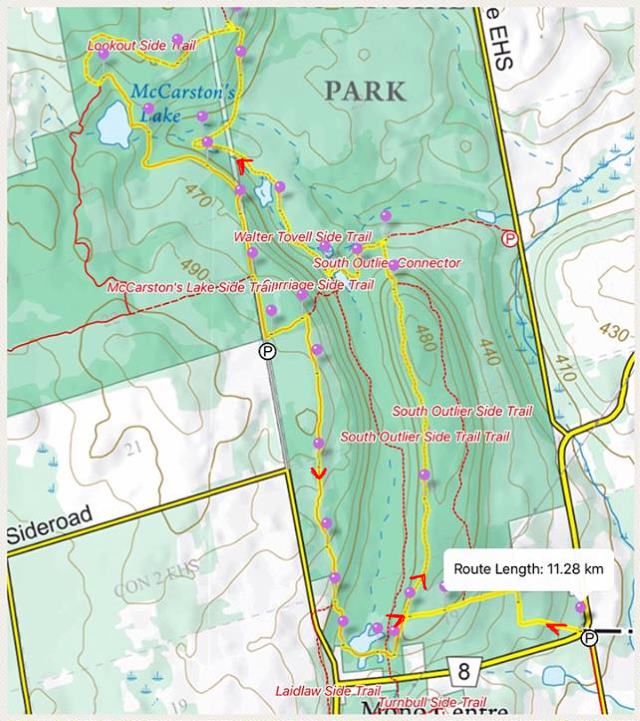 e EHS
Lookout Side Trail
McCarston's
Lake
PARK
470
Walter Tovell Side Trail
P
South Outlier Connector
490
McCarston's Lake Side Trail
Carriage Side Trail
430
480
440
410
P
South Outlier Side Trail
South Outlier Side Trail Trail
21
Sideroad
Route Length: 11.28 km
CON 2 EHS
19
P
8
Laidlaw Side Trail
Turnbull Side Trail
Mono Centre
19